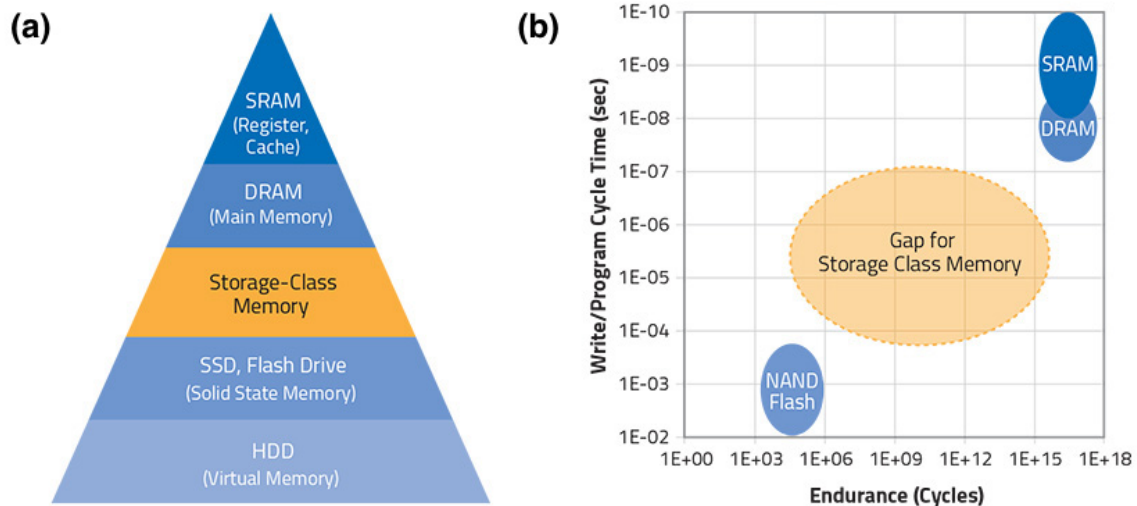 (a)
SRAM
(Register,
Cache)
DRAM
(Main Memory)
Storage-Class
Memory
SSD, Flash Drive
(Solid State Memory)
HDD
(Virtual Memory)
(b)
Write/Program Cycle Time (sec)
1E-10
1E-09
1E-08
1E-07
1E-06
1E-05
1E-04
1E-03
1E-02
SRAM
DRAM
Gap for
Storage Class Memory
NAND
Flash
1E+00
1E+03
1E+06
1E+09
1E+12
1E+15
1E+18
Endurance (Cycles)